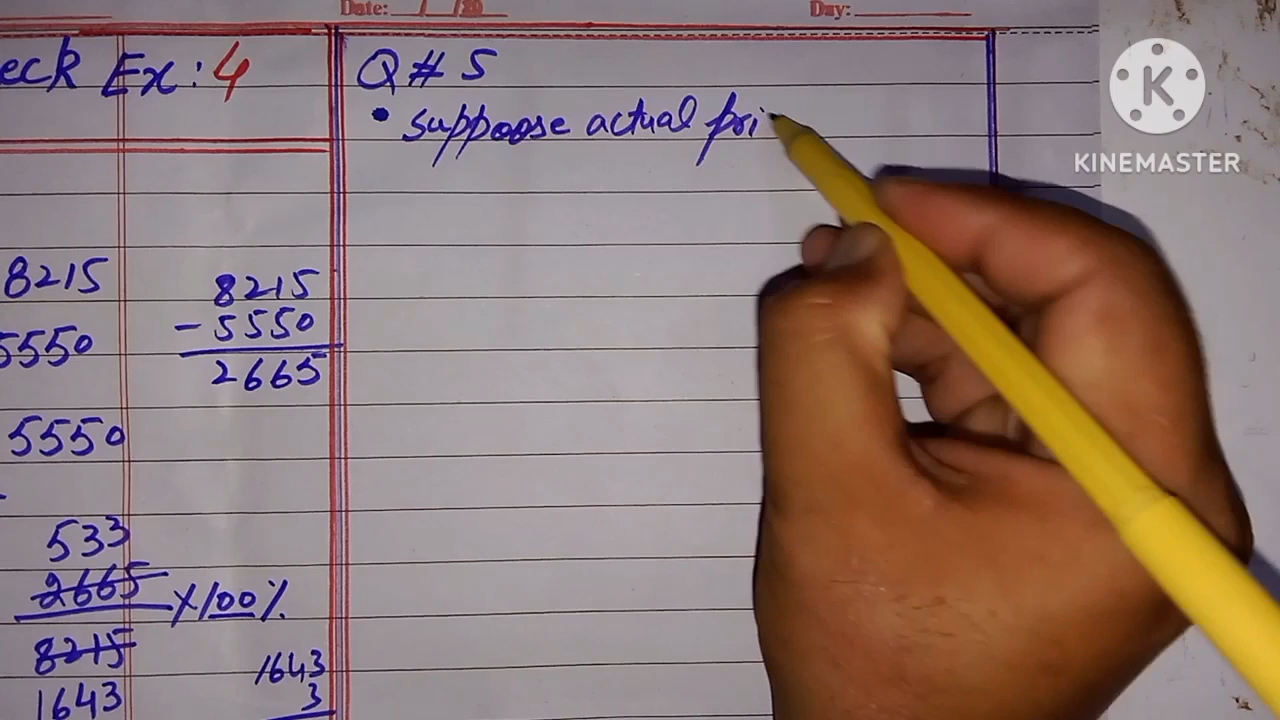 Date: / /20
Day:
eck Ex: 4
8215
5550
5550
533
2665
8215
1643
X100%
8215
- 5550
2665
1643
3
Q # 5
• suppoose actual pri
K
KINEMASTER